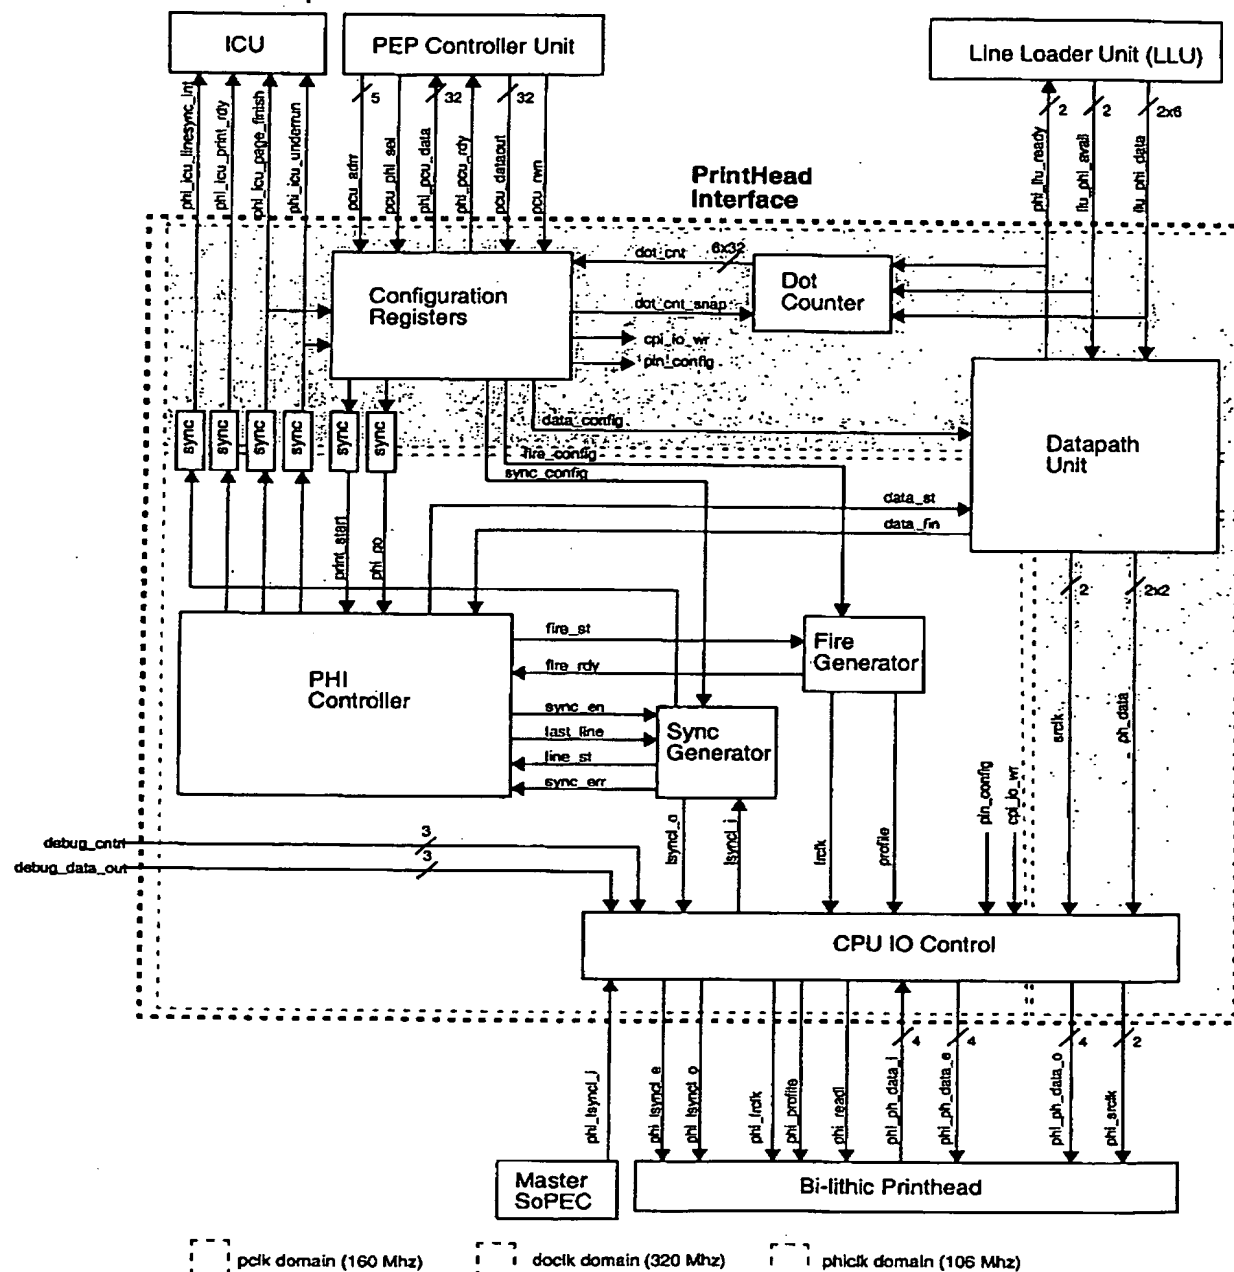 ICU
PEP Controller Unit
Line Loader Unit (LLU)
phi_icu_linesync_int
phi_icu_print_rdy
phi_icu_page_finish
phi_icu_underrun
5
32
32
pcu_adrr
pcu_phi_sel
phi_pcu_data
phi_pcu_rdy
pcu_dataout
pcu_rwn
2
2
2x6
phi_llu_ready
llu_phi_avail
llu_phi_data
PrintHead
Interface
Configuration
Registers
dot_cnt
6x32
Dot
Counter
dot_cnt_snap
cpi_io_wr
pin_config
sync
sync
sync
sync
sync
sync
data_config
fire_config
sync_config
Datapath
Unit
data_st
data_fin
print_start
phi_go
2
2x2
PHI
Controller
fire_st
fire_rdy
Fire
Generator
sync_en
last_line
line_st
sync_err
Sync
Generator
srclk
ph_data
lsyncl_o
lsyncl_i
frclk
profile
pin_config
cpi_io_wr
debug_cntrl
3
debug_data_out
3
CPU IO Control
4
4
4
2
phi_lsyncl_i
phi_lsyncl_e
phi_lsyncl_o
phi_frclk
phi_profile
phi_readl
phi_ph_data_i
phi_ph_data_e
phi_ph_data_o
phi_srclk
Master
SoPEC
Bi-lithic Printhead
pclk domain (160 Mhz)
doclk domain (320 Mhz)
phiclk domain (106 Mhz)